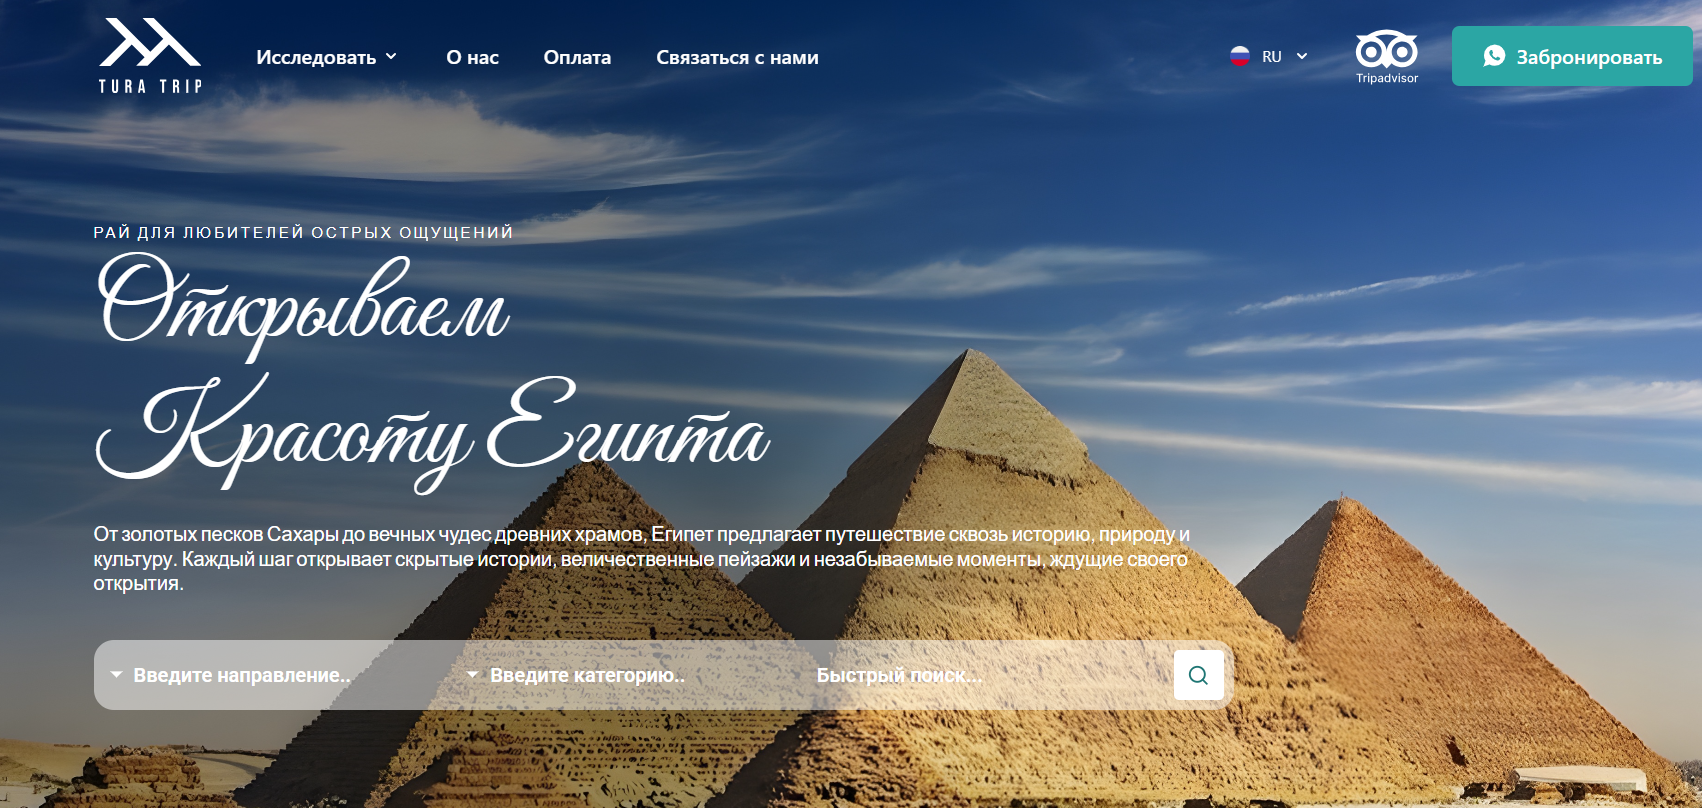 TURA TRIP
Исследовать
О нас
Оплата
Связаться с нами
RU
Tripadvisor
Забронировать
РАЙ ДЛЯ ЛЮБИТЕЛЕЙ ОСТРЫХ ОЩУЩЕНИЙ
Открываем
Красоту Египта
От золотых песков Сахары до вечных чудес древних храмов, Египет предлагает путешествие сквозь историю, природу и
культуру. Каждый шаг открывает скрытые истории, величественные пейзажи и незабываемые моменты, ждущие своего
открытия.
Введите направление..
Введите категорию..
Быстрый поиск...